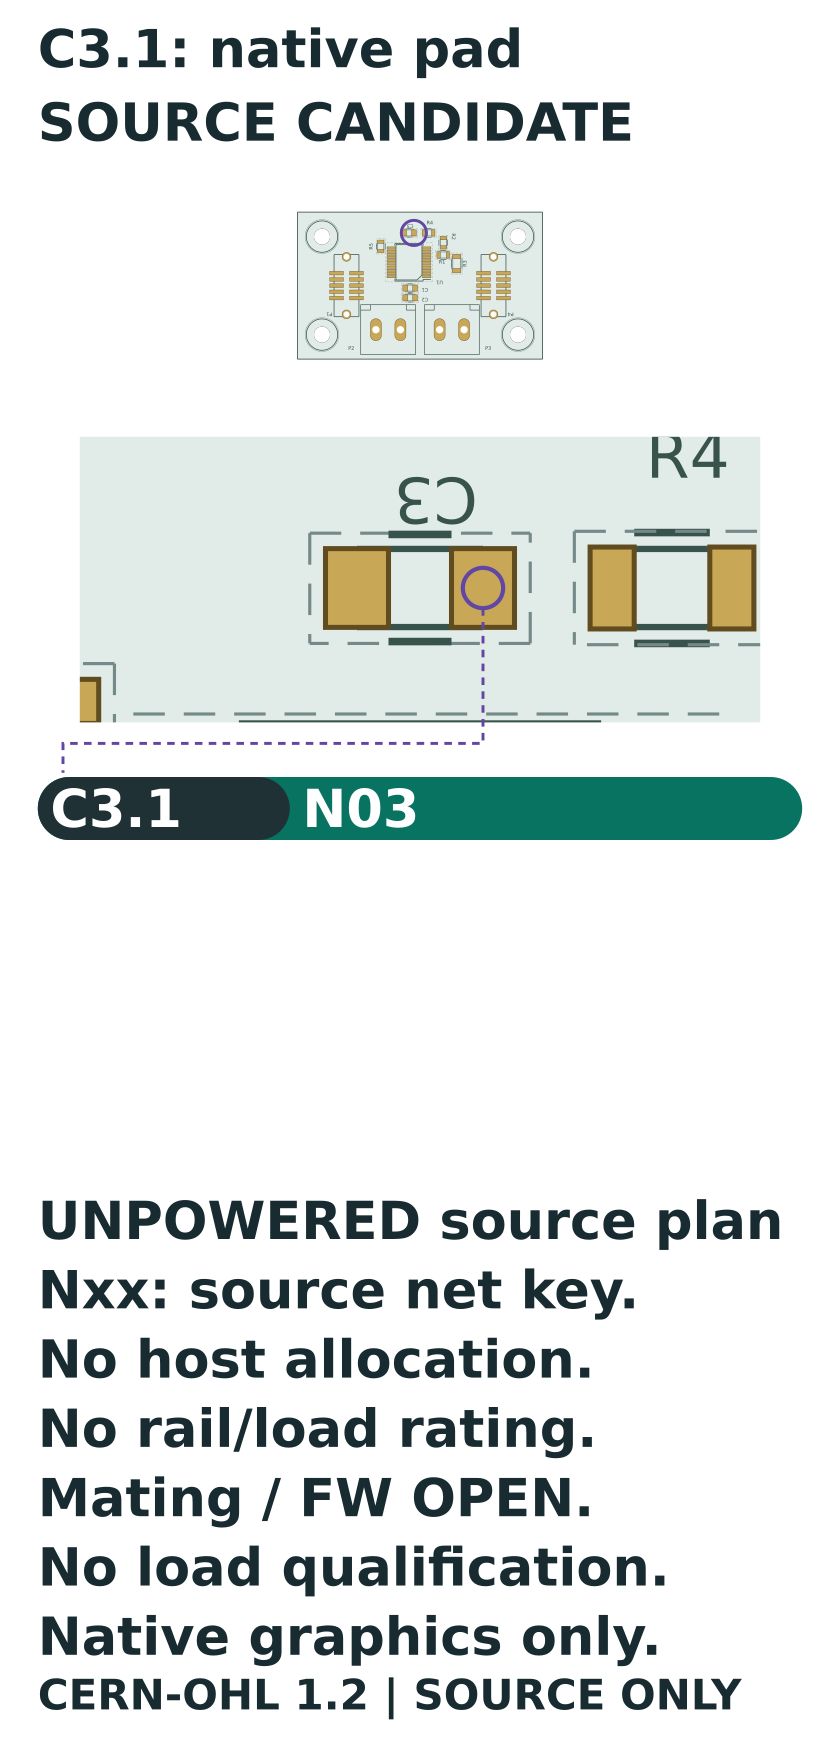 C3.1: native pad
SOURCE CANDIDATE
C3
R4
C3.1 N03
UNPOWERED source plan
Nxx: source net key.
No host allocation.
No rail/load rating.
Mating / FW OPEN.
No load qualification.
Native graphics only.
CERN-OHL 1.2 | SOURCE ONLY